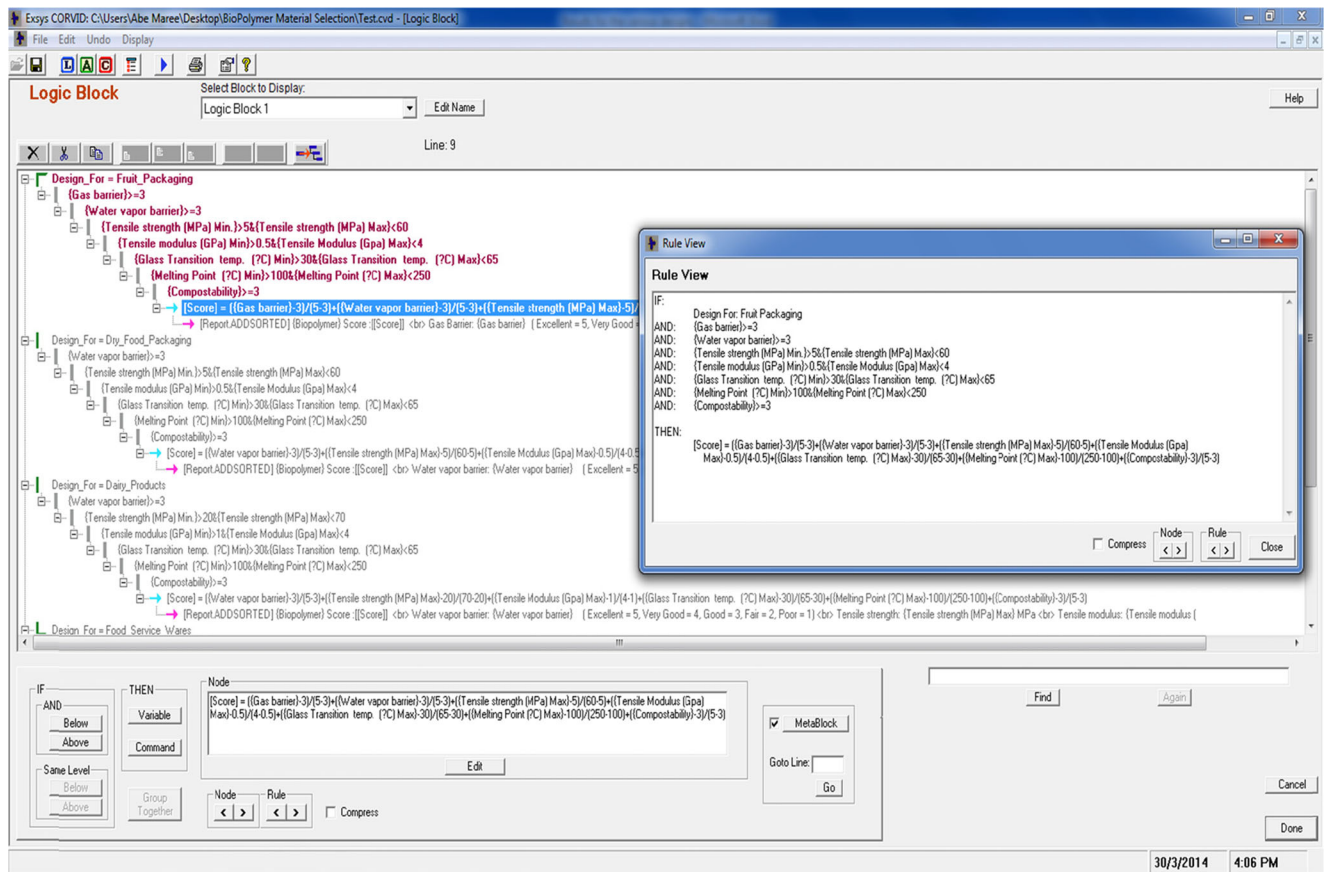 Exsys CORVID: C:\Users\Abe Maree\Desktop\BioPolymer Material Selection\Test.cvd - [Logic Block]
File Edit Undo Display
L A C
Logic Block
Select Block to Display:
Logic Block 1
Edit Name
Help
Line: 9
Design_For = Fruit_Packaging
{Gas barrier}>=3
{Water vapor barrier}>=3
{Tensile strength (MPa) Min.}>5&{Tensile strength (MPa) Max}<60
{Tensile modulus (GPa) Min}>0.5&{Tensile Modulus (Gpa) Max}<4
{Glass Transition temp. (?C) Min}>30&{Glass Transition temp. (?C) Max}<65
{Melting Point (?C) Min}>100&{Melting Point (?C) Max}<250
{Compostability}>=3
[Score] = ({Gas barrier}-3)/(5-3)+({Water vapor barrier}-3)/(5-3)+({Tensile strength (MPa) Max}-5)/
[Report.ADDSORTED] {Biopolymer} Score :[[Score]] <br> Gas Barrier: {Gas barrier} ( Excellent = 5, Very Good =
Design_For = Dry_Food_Packaging
{Water vapor barrier}>=3
{Tensile strength (MPa) Min.}>5&{Tensile strength (MPa) Max}<60
{Tensile modulus (GPa) Min}>0.5&{Tensile Modulus (Gpa) Max}<4
{Glass Transition temp. (?C) Min}>30&{Glass Transition temp. (?C) Max}<65
{Melting Point (?C) Min}>100&{Melting Point (?C) Max}<250
{Compostability}>=3
[Score] = ({Water vapor barrier}-3)/(5-3)+({Tensile strength (MPa) Max}-5)/(60-5)+({Tensile Modulus (Gpa) Max}-0.5)/(4-0.5
[Report.ADDSORTED] {Biopolymer} Score :[[Score]] <br> Water vapor barrier: {Water vapor barrier} ( Excellent = 5
Design_For = Dairy_Products
{Water vapor barrier}>=3
{Tensile strength (MPa) Min.}>20&{Tensile strength (MPa) Max}<70
{Tensile modulus (GPa) Min}>1&{Tensile Modulus (Gpa) Max}<4
{Glass Transition temp. (?C) Min}>30&{Glass Transition temp. (?C) Max}<65
{Melting Point (?C) Min}>100&{Melting Point (?C) Max}<250
{Compostability}>=3
[Score] = ({Water vapor barrier}-3)/(5-3)+({Tensile strength (MPa) Max}-20)/(70-20)+({Tensile Modulus (Gpa) Max}-1)/(4-1)+({Glass Transition temp. (?C) Max}-30)/(65-30)+({Melting Point (?C) Max}-100)/(250-100)+({Compostability}-3)/(5-3)
[Report.ADDSORTED] {Biopolymer} Score :[[Score]] <br> Water vapor barrier: {Water vapor barrier} ( Excellent = 5, Very Good = 4, Good = 3, Fair = 2, Poor = 1) <br> Tensile strength: {Tensile strength (MPa) Max} MPa <br> Tensile modulus: {Tensile modulus (
Design_For = Food_Service_Wares
Rule View
Rule View
IF:
Design For: Fruit Packaging
AND: {Gas barrier}>=3
AND: {Water vapor barrier}>=3
AND: {Tensile strength (MPa) Min.}>5&{Tensile strength (MPa) Max}<60
AND: {Tensile modulus (GPa) Min}>0.5&{Tensile Modulus (Gpa) Max}<4
AND: {Glass Transition temp. (?C) Min}>30&{Glass Transition temp. (?C) Max}<65
AND: {Melting Point (?C) Min}>100&{Melting Point (?C) Max}<250
AND: {Compostability}>=3
THEN:
[Score] = ({Gas barrier}-3)/(5-3)+({Water vapor barrier}-3)/(5-3)+({Tensile strength (MPa) Max}-5)/(60-5)+({Tensile Modulus (Gpa)
Max}-0.5)/(4-0.5)+({Glass Transition temp. (?C) Max}-30)/(65-30)+({Melting Point (?C) Max}-100)/(250-100)+({Compostability}-3)/(5-3)
Compress
Node
< >
Rule
< >
Close
IF
AND
Below
Above
Same Level
Below
Above
THEN
Variable
Command
Group
Together
Node
[Score] = ({Gas barrier}-3)/(5-3)+({Water vapor barrier}-3)/(5-3)+({Tensile strength (MPa) Max}-5)/(60-5)+({Tensile Modulus (Gpa)
Max}-0.5)/(4-0.5)+({Glass Transition temp. (?C) Max}-30)/(65-30)+({Melting Point (?C) Max}-100)/(250-100)+({Compostability}-3)/(5-3)
Edit
Node
< >
Rule
< >
Compress
MetaBlock
Goto Line:
Go
Find
Again
Cancel
Done
30/3/2014
4:06 PM